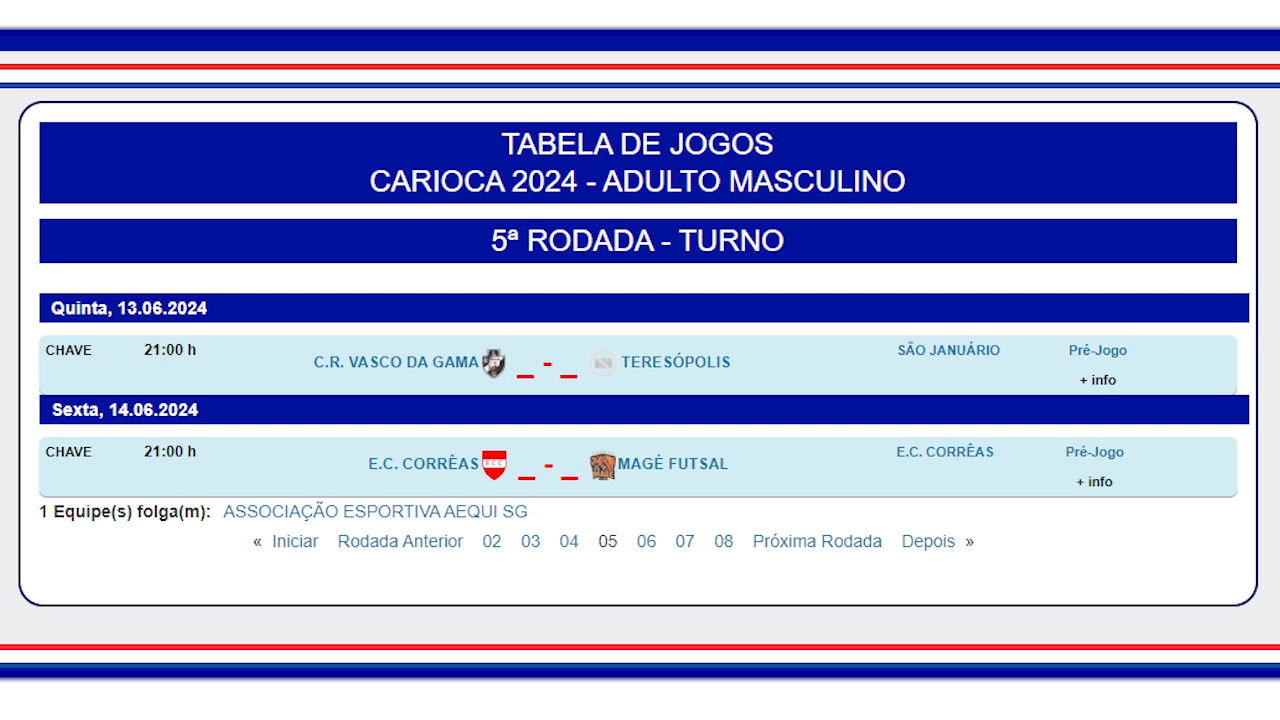 TABELA DE JOGOS
CARIOCA 2024 - ADULTO MASCULINO
5ª RODADA - TURNO
Quinta, 13.06.2024
CHAVE 21:00 h C.R. VASCO DA GAMA _ - _ TERESÓPOLIS SÃO JANUÁRIO Pré-Jogo
+ info
Sexta, 14.06.2024
CHAVE 21:00 h E.C. CORRÊAS _ - _ MAGÉ FUTSAL E.C. CORRÊAS Pré-Jogo
+ info
1 Equipe(s) folga(m): ASSOCIAÇÃO ESPORTIVA AEQUI SG
« Iniciar Rodada Anterior 02 03 04 05 06 07 08 Próxima Rodada Depois »